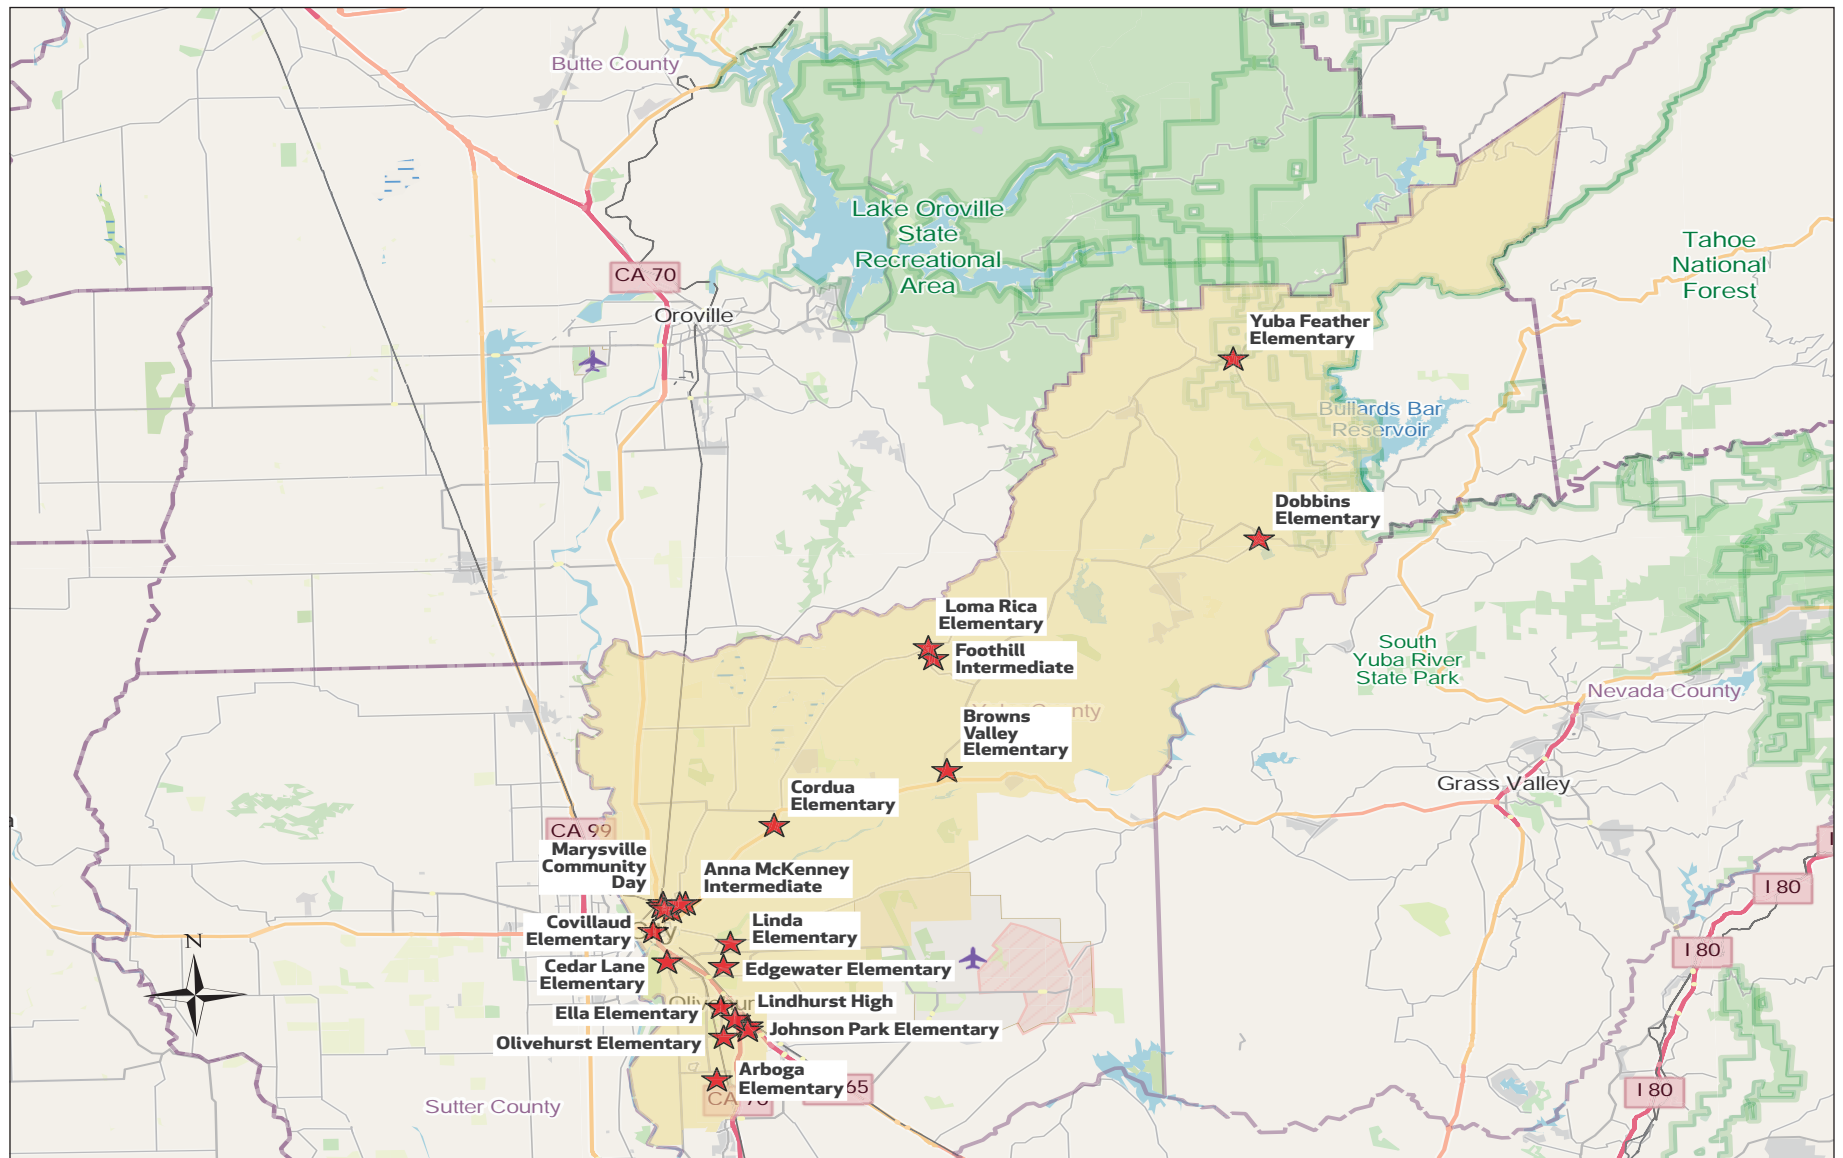 Butte County
Lake Oroville
State
Recreational
Area
Tahoe
National
Forest
CA 70
Oroville
Yuba Feather
Elementary
Bullards Bar
Reservoir
Dobbins
Elementary
Loma Rica
Elementary
Foothill
Intermediate
South
Yuba River
State Park
Nevada County
Browns
Valley
Elementary
Grass Valley
Cordua
Elementary
CA 99
Marysville
Community
Day
Anna McKenney
Intermediate
I 80
Covillaud
Elementary
Linda
Elementary
N
I 80
Cedar Lane
Elementary
Edgewater Elementary
Lindhurst High
Ella Elementary
Johnson Park Elementary
Olivehurst Elementary
Arboga
Elementary
65
CA 70
I 80
Sutter County